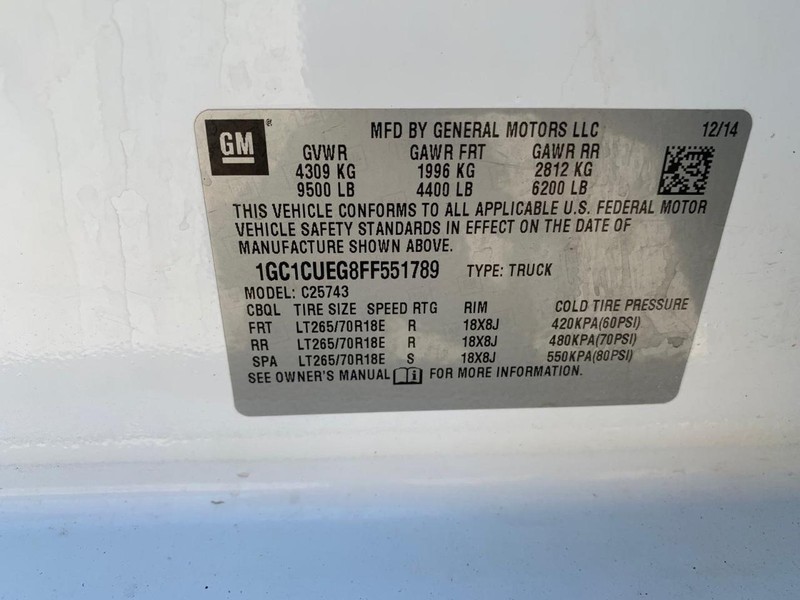 GM® MFD BY GENERAL MOTORS LLC 12/14
GVWR GAWR FRT GAWR RR
4309 KG 1996 KG 2812 KG
9500 LB 4400 LB 6200 LB
THIS VEHICLE CONFORMS TO ALL APPLICABLE U.S. FEDERAL MOTOR
VEHICLE SAFETY STANDARDS IN EFFECT ON THE DATE OF
MANUFACTURE SHOWN ABOVE.
1GC1CUEG8FF551789 TYPE: TRUCK
MODEL: C25743
CBQL TIRE SIZE SPEED RTG RIM COLD TIRE PRESSURE
FRT LT265/70R18E R 18X8J 420KPA(60PSI)
RR LT265/70R18E R 18X8J 480KPA(70PSI)
SPA LT265/70R18E S 18X8J 550KPA(80PSI)
SEE OWNER'S MANUAL i FOR MORE INFORMATION.